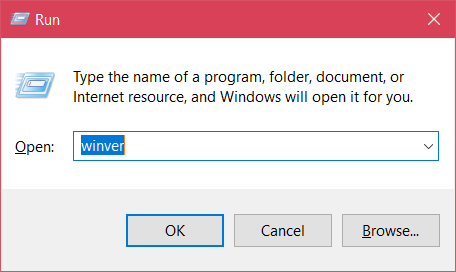 Run
Type the name of a program, folder, document, or
Internet resource, and Windows will open it for you.
Open: winver
OK Cancel Browse...